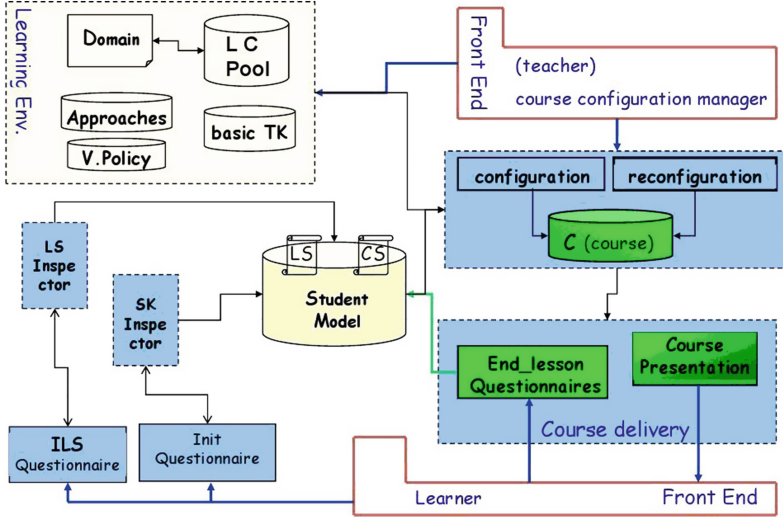 Learning Env.
Domain
L C
Pool
Approaches
V.Policy
basic TK
Front End
(teacher)
course configuration manager
configuration
reconfiguration
C (course)
LS
Inspe
ctor
SK
Inspe
ctor
LS
CS
Student
Model
End_lesson
Questionnaires
Course
Presentation
Course delivery
ILS
Questionnaire
Init
Questionnaire
Learner
Front End